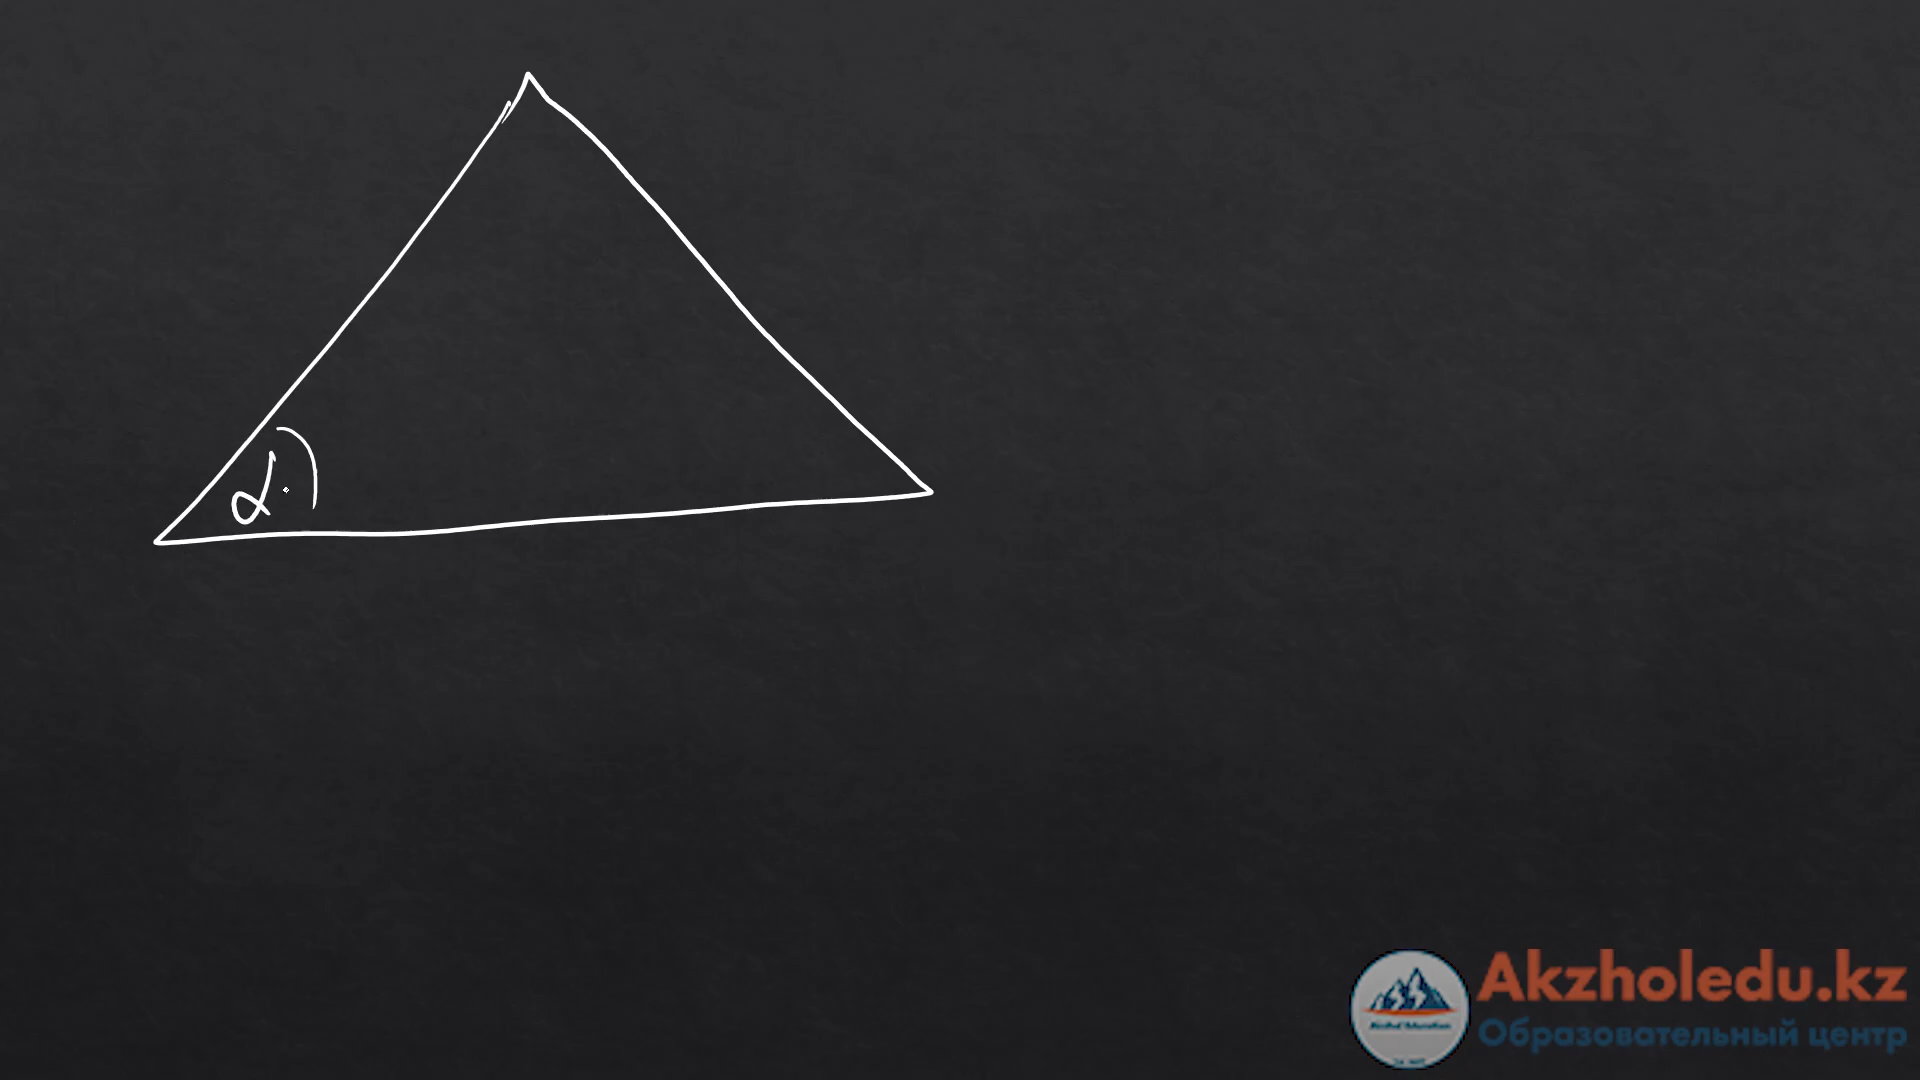 α
Akzholedu.kz
Образовательный центр